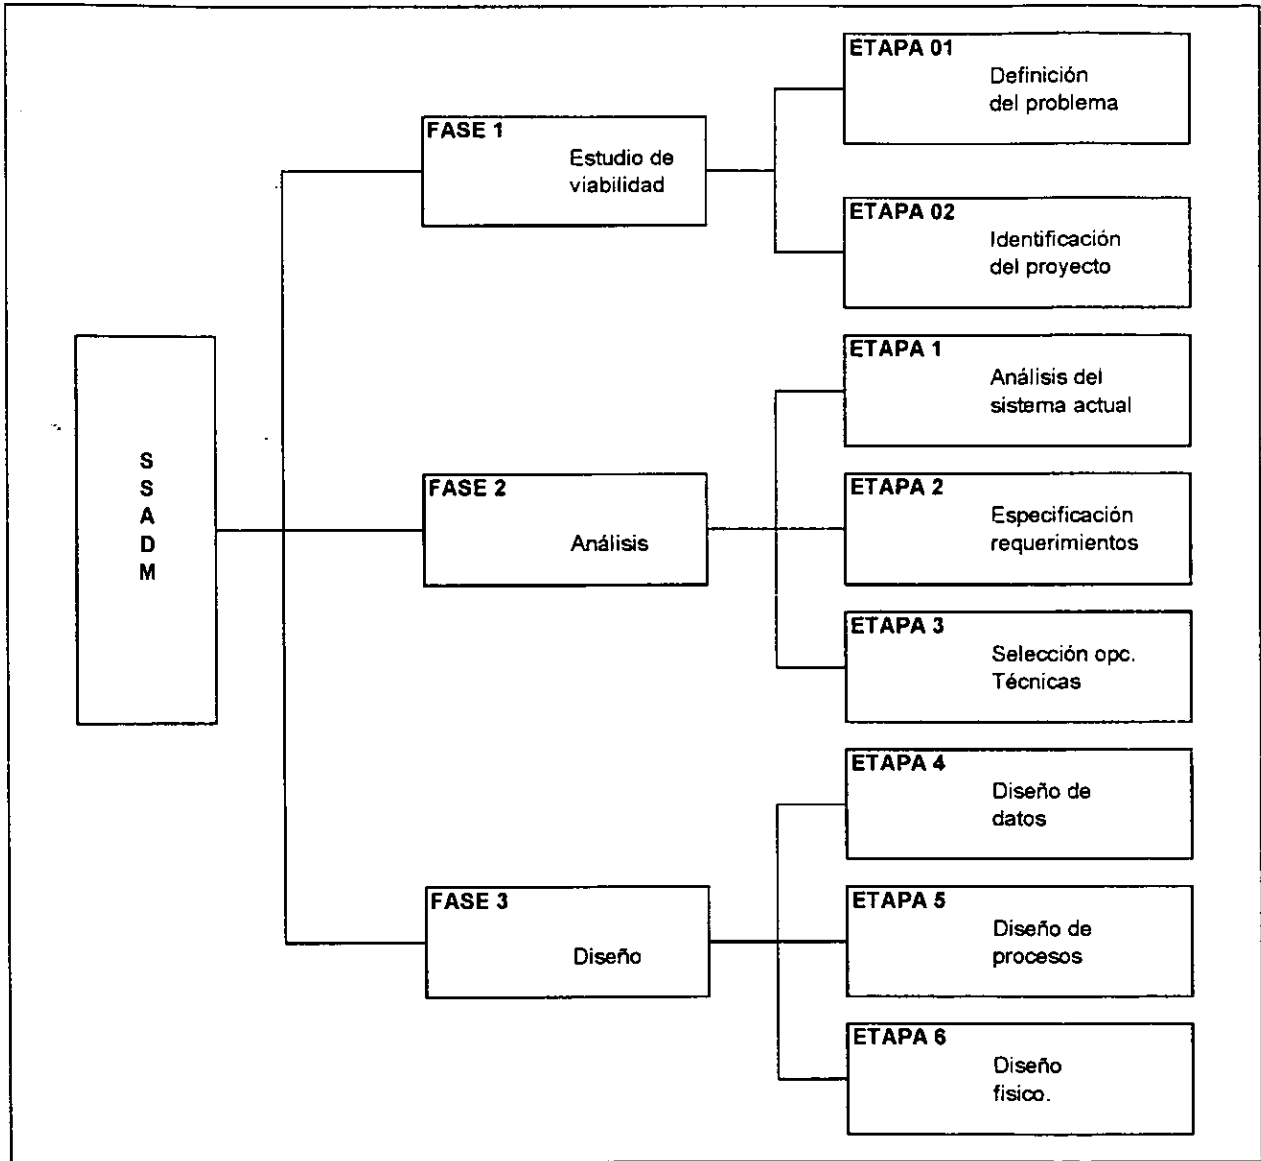 S
S
A
D
M
FASE 1
Estudio de
viabilidad
ETAPA 01
Definición
del problema
ETAPA 02
Identificación
del proyecto
FASE 2
Análisis
ETAPA 1
Análisis del
sistema actual
ETAPA 2
Especificación
requerimientos
ETAPA 3
Selección opc.
Técnicas
FASE 3
Diseño
ETAPA 4
Diseño de
datos
ETAPA 5
Diseño de
procesos
ETAPA 6
Diseño
fisico.